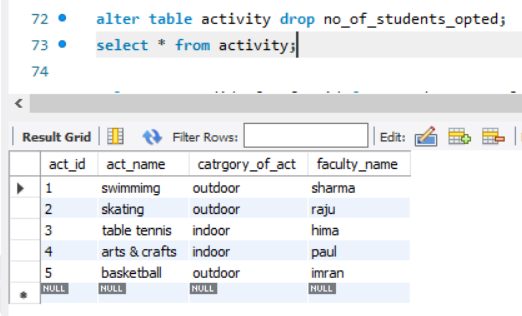 72 alter table activity drop no_of_students_opted;
73 select * from activity;
74
Result Grid Filter Rows: Edit:
act_id act_name catrgory_of_act faculty_name
1 swimmimg outdoor sharma
2 skating outdoor raju
3 table tennis indoor hima
4 arts & crafts indoor paul
5 basketball outdoor imran
NULL NULL NULL NULL